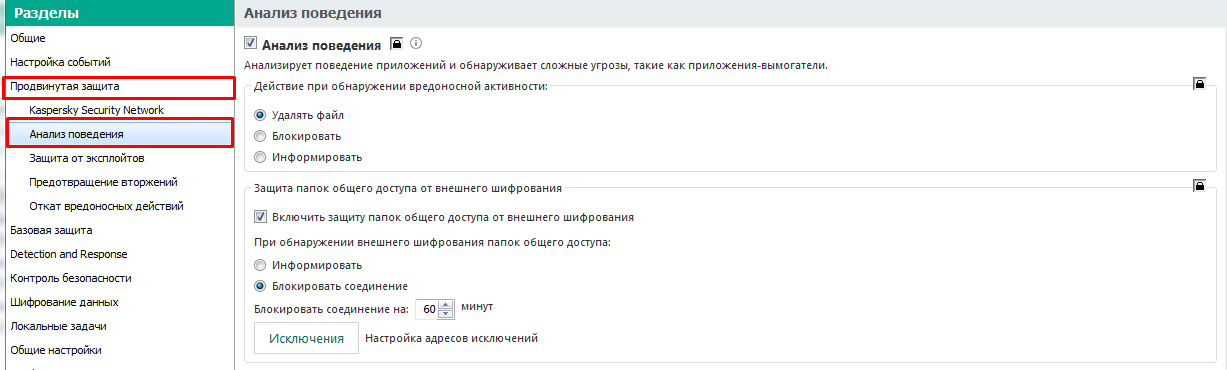 Разделы
Общие
Настройка событий
Продвинутая защита
Kaspersky Security Network
Анализ поведения
Защита от эксплойтов
Предотвращение вторжений
Откат вредоносных действий
Базовая защита
Detection and Response
Контроль безопасности
Шифрование данных
Локальные задачи
Общие настройки
Анализ поведения
Анализ поведения
Анализирует поведение приложений и обнаруживает сложные угрозы, такие как приложения-вымогатели.
Действие при обнаружении вредоносной активности:
Удалять файл
Блокировать
Информировать
Защита папок общего доступа от внешнего шифрования
Включить защиту папок общего доступа от внешнего шифрования
При обнаружении внешнего шифрования папок общего доступа:
Информировать
Блокировать соединение
Блокировать соединение на: 60 минут
Исключения Настройка адресов исключений